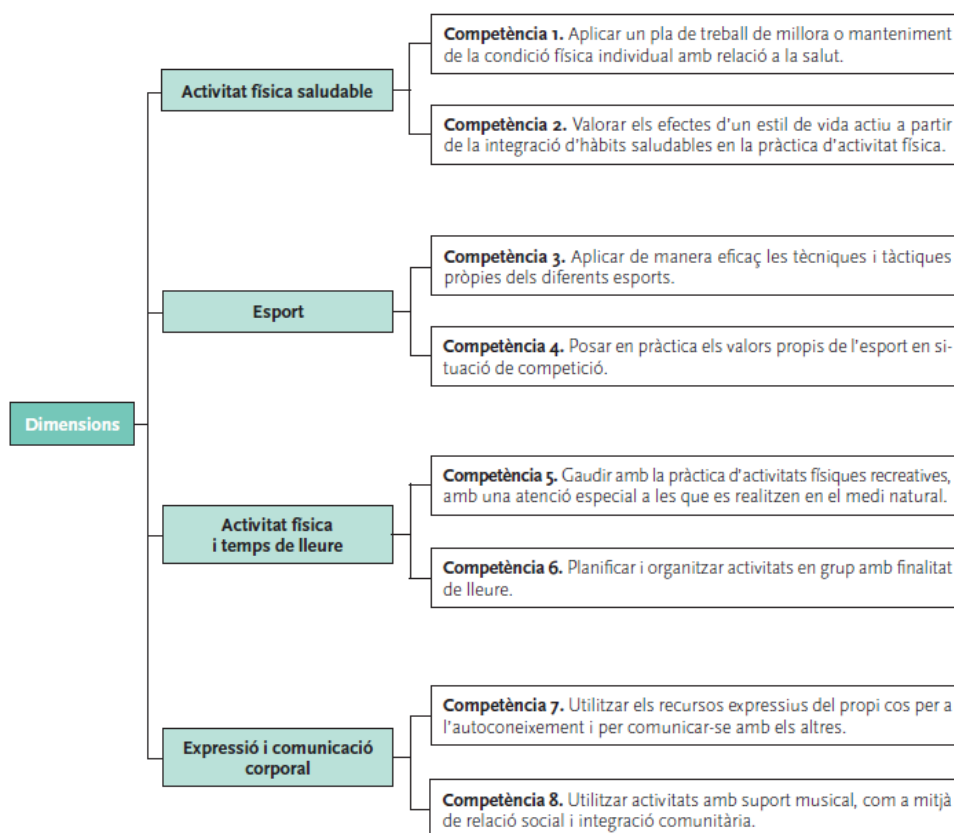 Dimensions
Activitat física saludable
Competència 1. Aplicar un pla de treball de millora o manteniment
de la condició física individual amb relació a la salut.
Competència 2. Valorar els efectes d'un estil de vida actiu a partir
de la integració d'hàbits saludables en la pràctica d'activitat física.
Esport
Competència 3. Aplicar de manera eficaç les tècniques i tàctiques
pròpies dels diferents esports.
Competència 4. Posar en pràctica els valors propis de l'esport en si-
tuació de competició.
Activitat física
i temps de lleure
Competència 5. Gaudir amb la pràctica d'activitats físiques recreatives,
amb una atenció especial a les que es realitzen en el medi natural.
Competència 6. Planificar i organitzar activitats en grup amb finalitat
de lleure.
Expressió i comunicació
corporal
Competència 7. Utilitzar els recursos expressius del propi cos per a
l'autoconeixement i per comunicar-se amb els altres.
Competència 8. Utilitzar activitats amb suport musical, com a mitjà
de relació social i integració comunitària.